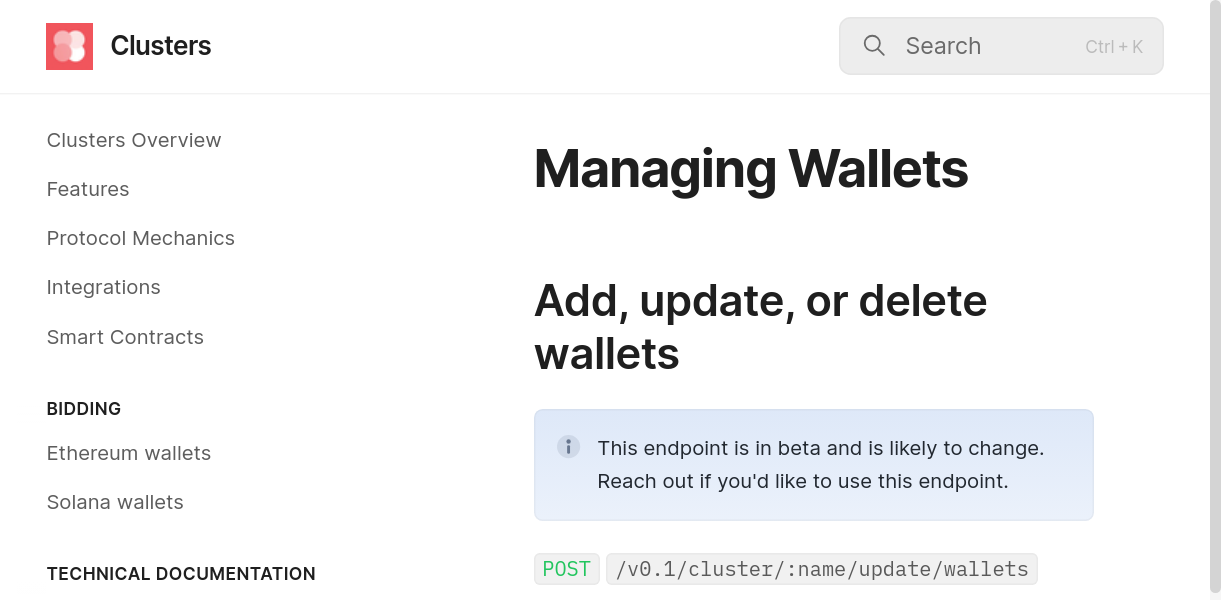 Clusters
Search
Ctrl + K
Clusters Overview
Features
Protocol Mechanics
Integrations
Smart Contracts
BIDDING
Ethereum wallets
Solana wallets
TECHNICAL DOCUMENTATION
Managing Wallets
Add, update, or delete
wallets
This endpoint is in beta and is likely to change.
Reach out if you'd like to use this endpoint.
POST /v0.1/cluster/:name/update/wallets